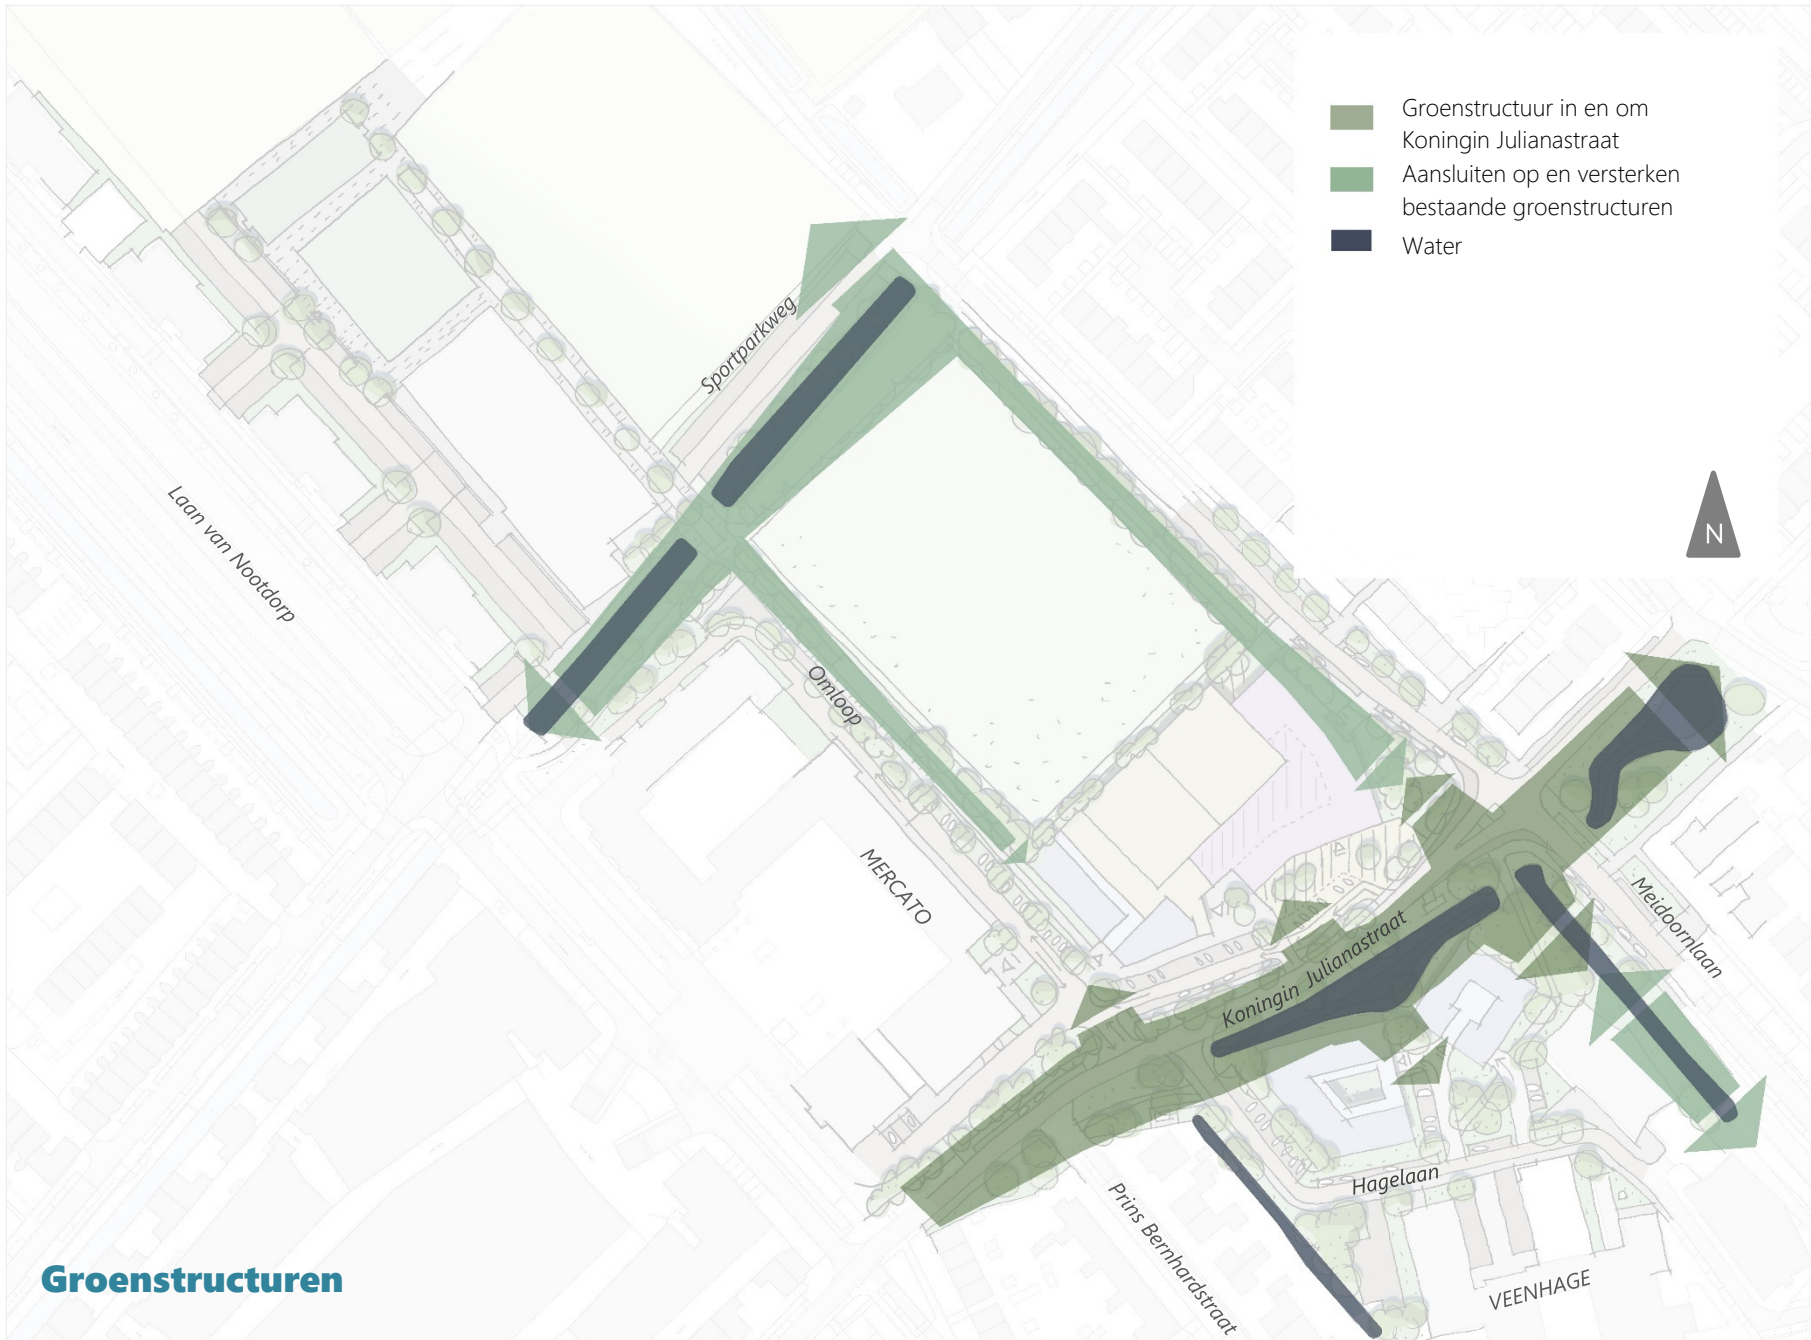 Groenstructuur in en om
Koningin Julianastraat
Aansluiten op en versterken
bestaande groenstructuren
Water
N
Sportparkweg
Laan van Nootdorp
Omloop
MERCATO
Koningin Julianastraat
Meidoornlaan
Hagelaan
Prins Bernhardstraat
VEENHAGE
Groenstructuren